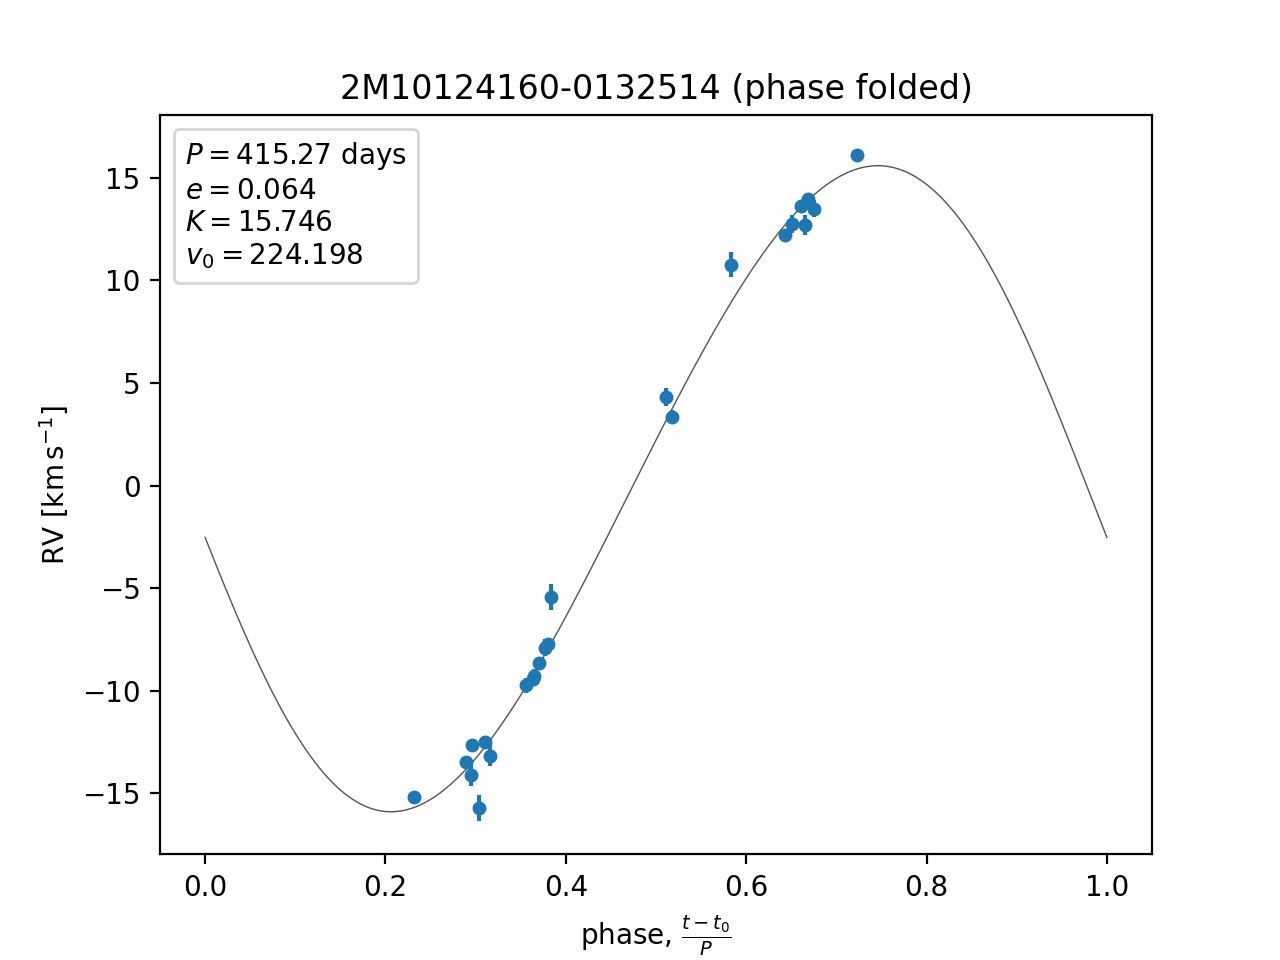 2M10124160-0132514 (phase folded)
P = 415.27 days
e = 0.064
K = 15.746
v₀ = 224.198
15
10
5
0
−5
−10
−15
RV [km s⁻¹]
0.0 0.2 0.4 0.6 0.8 1.0
phase, (t − t₀)/P